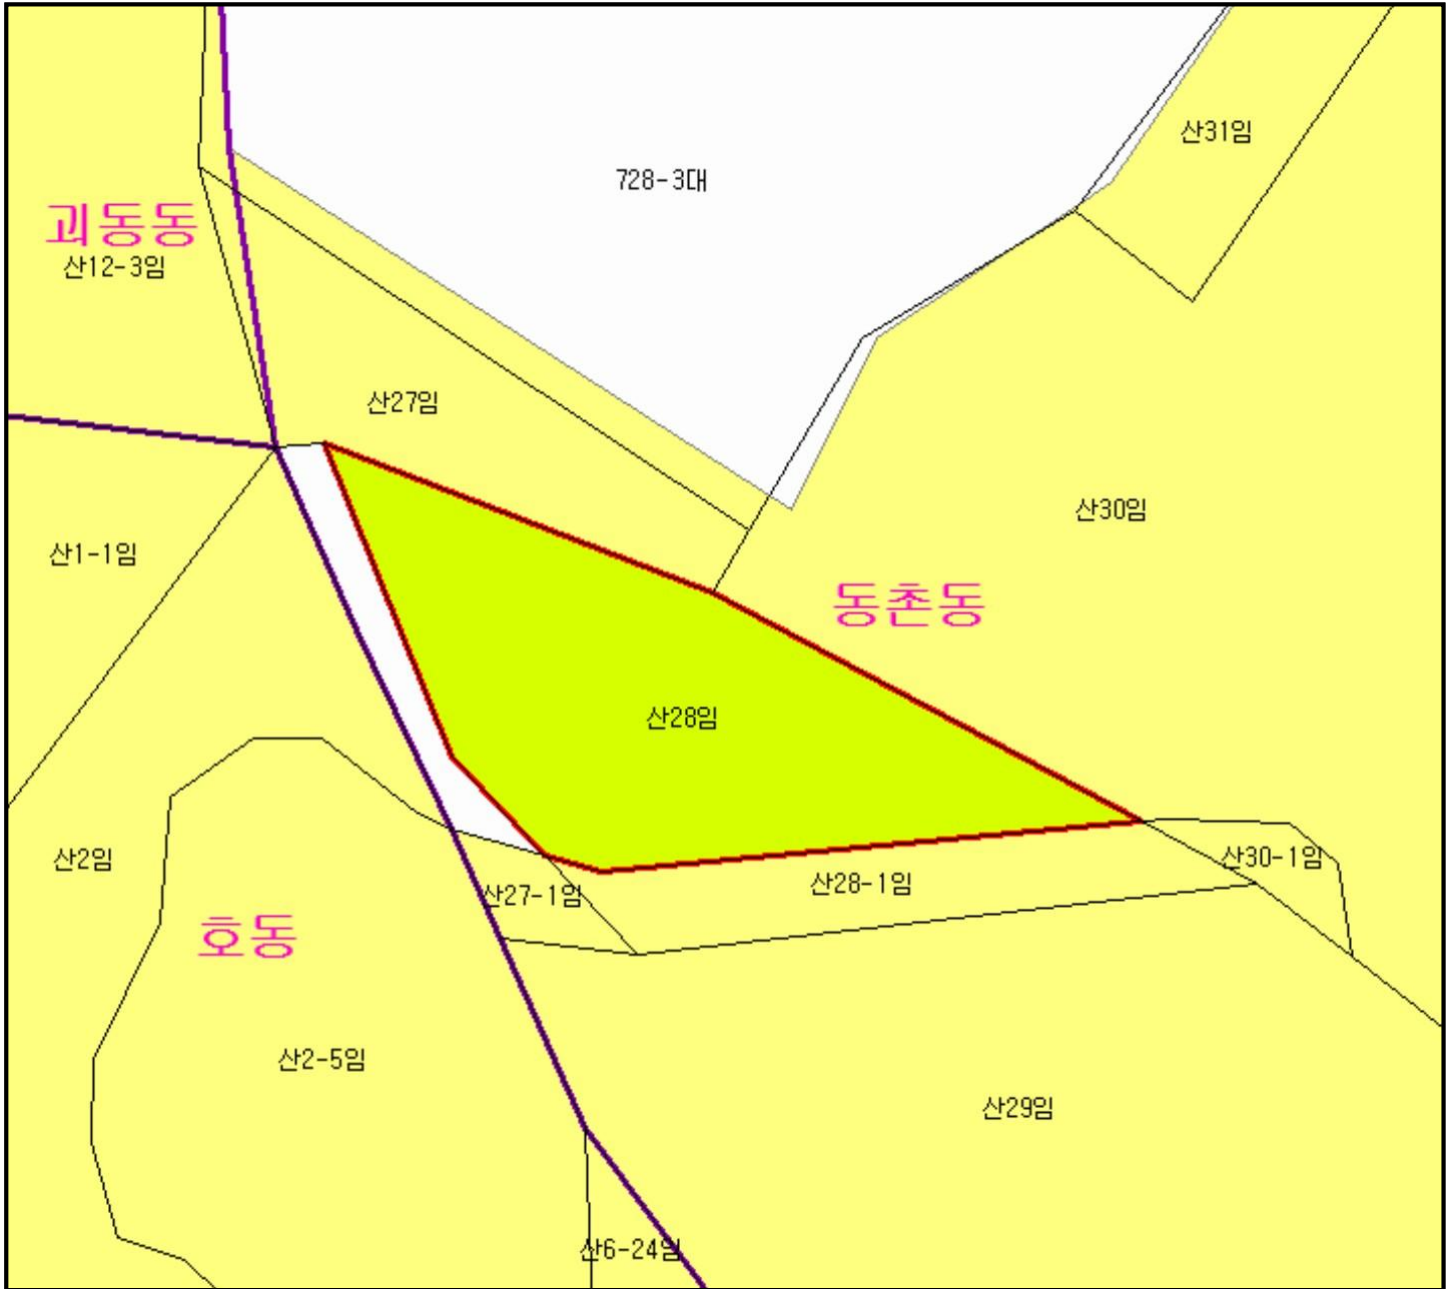 산31임
728-3대
괴동동
산12-3임
산27임
산30임
산1-1임
동촌동
산28임
산2임
산30-1임
산28-1임
산27-1임
호동
산2-5임
산29임
산6-24임